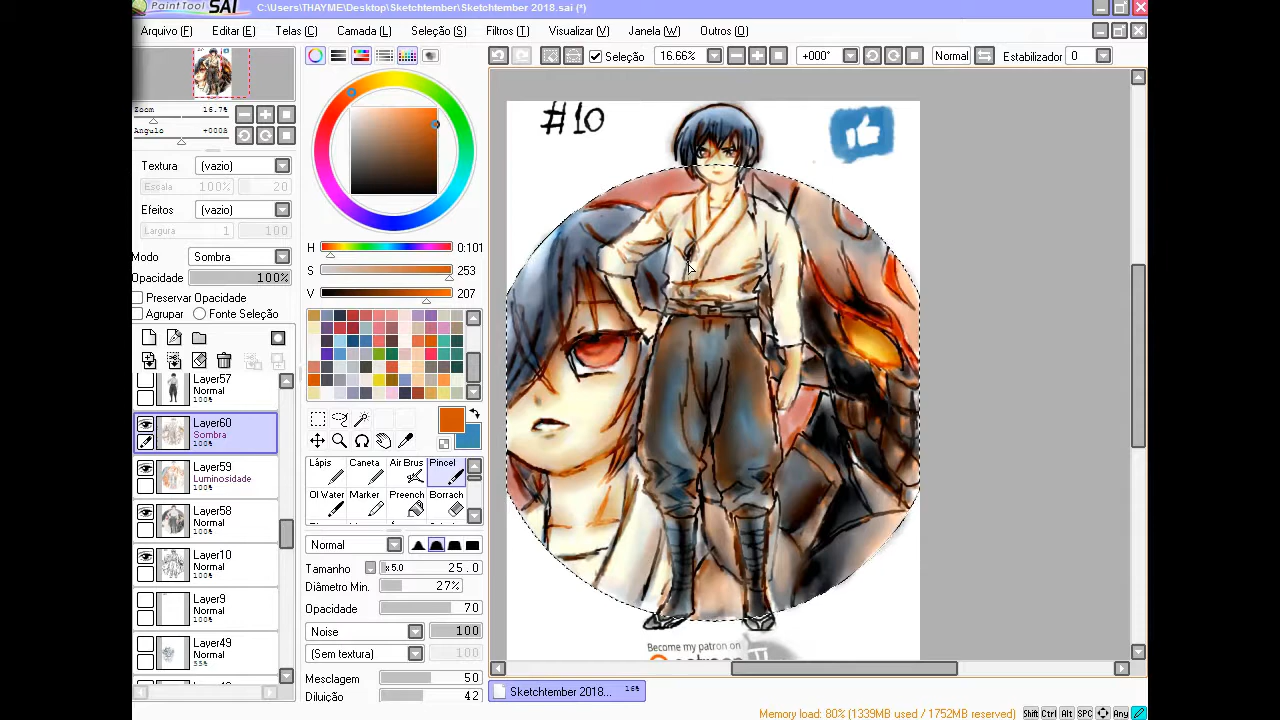 PaintTool SAI C:\Users\THAYME\Desktop\Sketchtember\Sketchtember 2018.sai (*)
Arquivo (F) Editar (E) Telas (C) Camada (L) (S) Filtros (T) Visualizar (V) Janela (W) Outros (O)
Seleção 16.66% +000° Normal Estabilizador 0
Zoom 16.7%
Angulo +000θ
Textura (vazio)
Escala 100% 20
Efeitos (vazio)
Largura 1 100
Modo Sombra
Opacidade 100%
Preservar Opacidade
Agrupar Fonte Seleção
Layer57
Normal
Layer60
Sombra
100%
Layer59
Luminosidade
100%
Layer58
Normal
100%
Layer10
Normal
100%
Layer9
Normal
100%
Layer49
Normal
55%
H 0:101
S 253
V 207
Lápis Caneta Air Brus Pincel
OI Water Marker Preench Borrach
Normal
Tamanho x5.0 25.0
Diâmetro Min. 27%
Opacidade 70
Noise 100
(Sem textura) 100
Mesclagem 50
Diluição 42
#10
Become my patron on
Sketchtember 2018... 16%
Memory load: 80% (1339MB used / 1752MB reserved)
Shift Ctrl Alt SPC Any